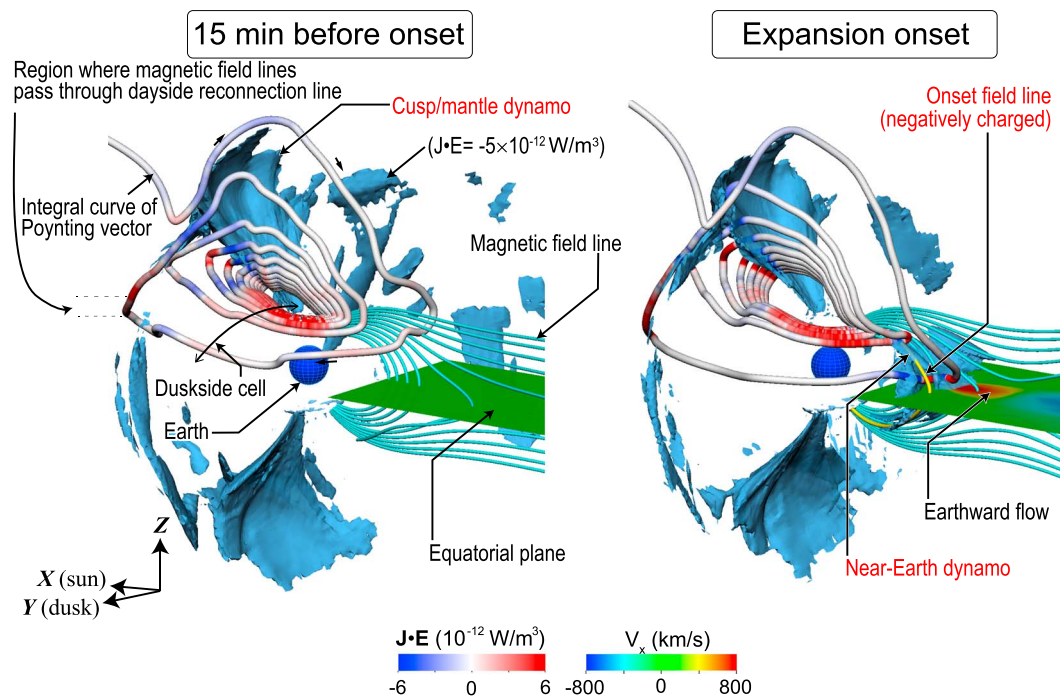 15 min before onset
Expansion onset
Region where magnetic field lines
pass through dayside reconnection line
Cusp/mantle dynamo
(J•E= -5×10⁻¹² W/m³)
Integral curve of
Poynting vector
Magnetic field line
Duskside cell
Earth
Equatorial plane
Onset field line
(negatively charged)
Earthward flow
Near-Earth dynamo
Z
X (sun)
Y (dusk)
J•E (10⁻¹² W/m³)
-6 0 6
Vₓ (km/s)
-800 0 800